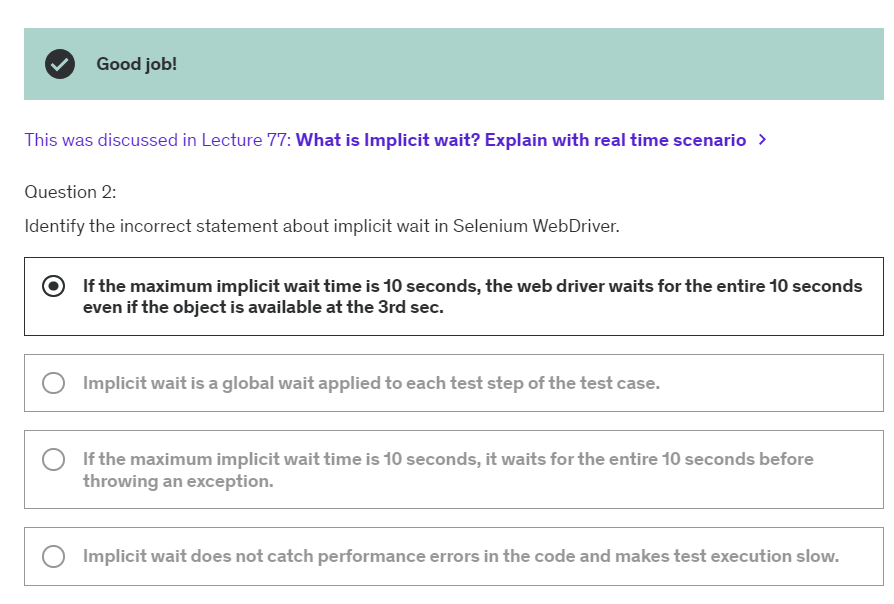 Good job!
This was discussed in Lecture 77: What is Implicit wait? Explain with real time scenario
Question 2:
Identify the incorrect statement about implicit wait in Selenium WebDriver.
If the maximum implicit wait time is 10 seconds, the web driver waits for the entire 10 seconds
even if the object is available at the 3rd sec.
Implicit wait is a global wait applied to each test step of the test case.
If the maximum implicit wait time is 10 seconds, it waits for the entire 10 seconds before
throwing an exception.
Implicit wait does not catch performance errors in the code and makes test execution slow.